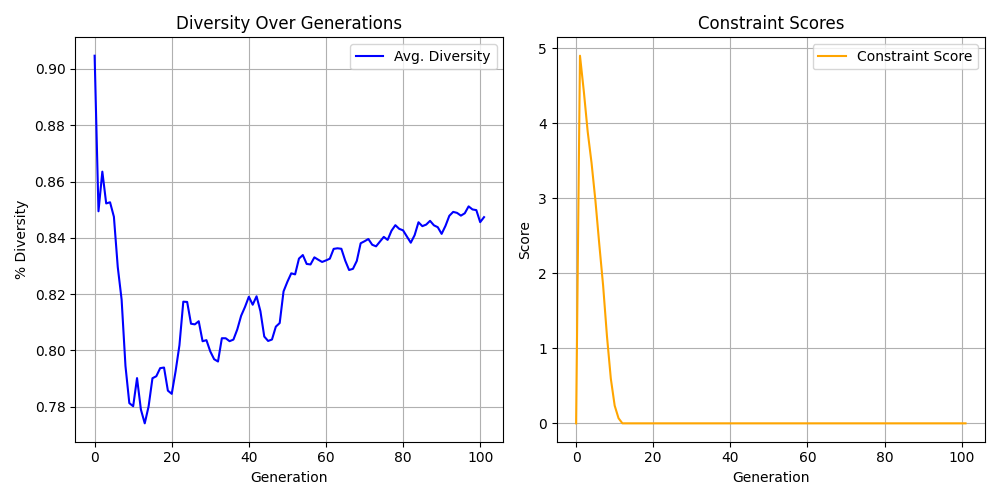 Diversity Over Generations
Avg. Diversity
% Diversity
0.90
0.88
0.86
0.84
0.82
0.80
0.78
0 20 40 60 80 100
Generation
Constraint Scores
Constraint Score
Score
5
4
3
2
1
0
0 20 40 60 80 100
Generation